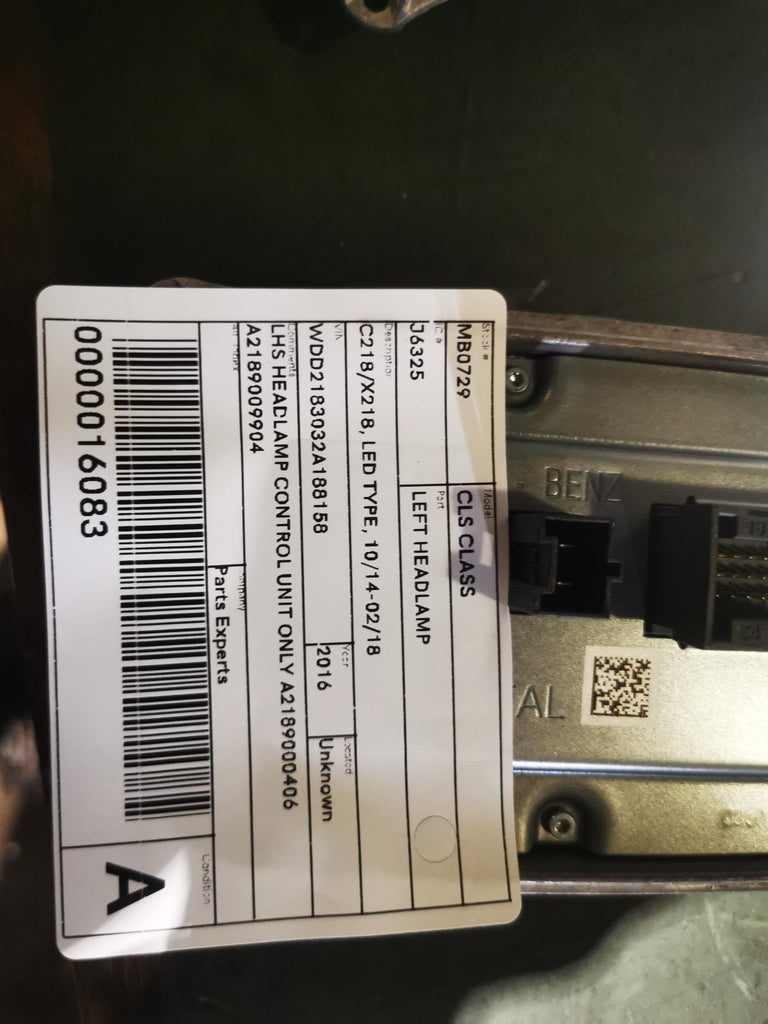 Stock #
MB0729
Model
CLS CLASS
IC #
J6325
Part
LEFT HEADLAMP
Description
C218/X218, LED TYPE, 10/14-02/18
VIN
WDD2183032A188158
Year
2016
Located
Unknown
Comments
LHS HEADLAMP CONTROL UNIT ONLY A2189000406
A2189009904
Company
Parts Experts
0000016083
Condition
A
BENZ
AL